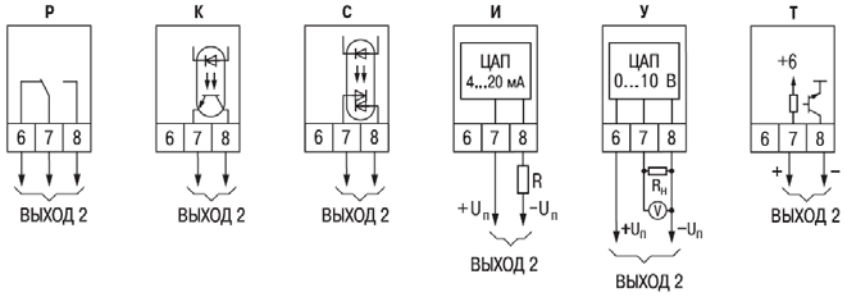 Р К С И У Т
ЦАП
4...20 мА
ЦАП
0...10 В
+6
6 7 8
6 7 8
6 7 8
6 7 8
6 7 8
6 7 8
R
Rн
V
+ −
+Uп −Uп
+Uп −Uп
ВЫХОД 2
ВЫХОД 2
ВЫХОД 2
ВЫХОД 2
ВЫХОД 2
ВЫХОД 2